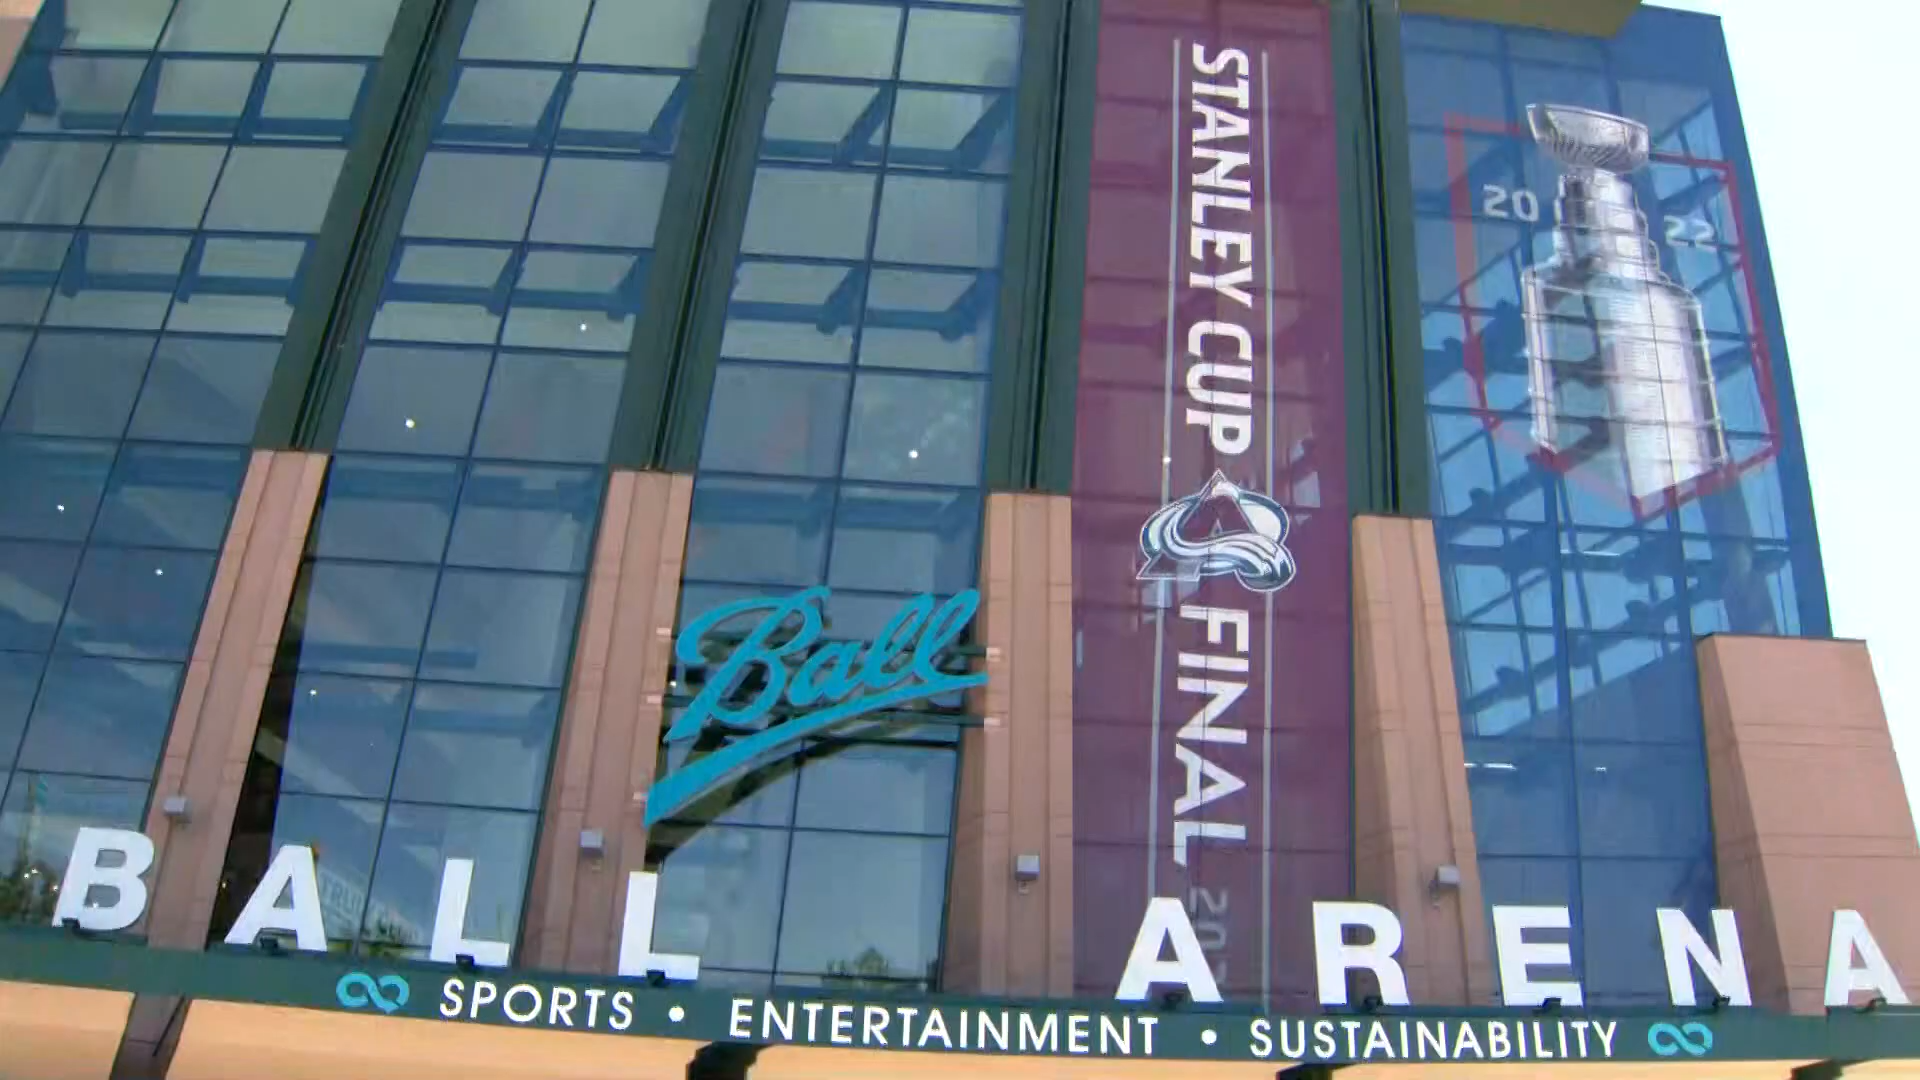 STANLEY CUP FINAL
20 22
Ball
BALL ARENA
SPORTS • ENTERTAINMENT • SUSTAINABILITY